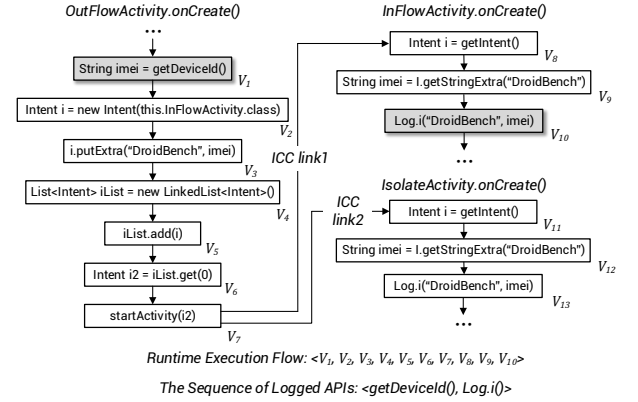 OutFlowActivity.onCreate()
...
String imei = getDeviceId()
V1
Intent i = new Intent(this.InFlowActivity.class)
V2
i.putExtra("DroidBench", imei)
V3
List<Intent> iList = new LinkedList<Intent>()
V4
iList.add(i)
V5
Intent i2 = iList.get(0)
V6
startActivity(i2)
V7
ICC link1
ICC
link2
InFlowActivity.onCreate()
Intent i = getIntent()
V8
String imei = I.getStringExtra("DroidBench")
V9
Log.i("DroidBench", imei)
V10
...
IsolateActivity.onCreate()
Intent i = getIntent()
V11
String imei = I.getStringExtra("DroidBench")
V12
Log.i("DroidBench", imei)
V13
...
Runtime Execution Flow: <V1, V2, V3, V4, V5, V6, V7, V8, V9, V10>
The Sequence of Logged APIs: <getDeviceId(), Log.i()>